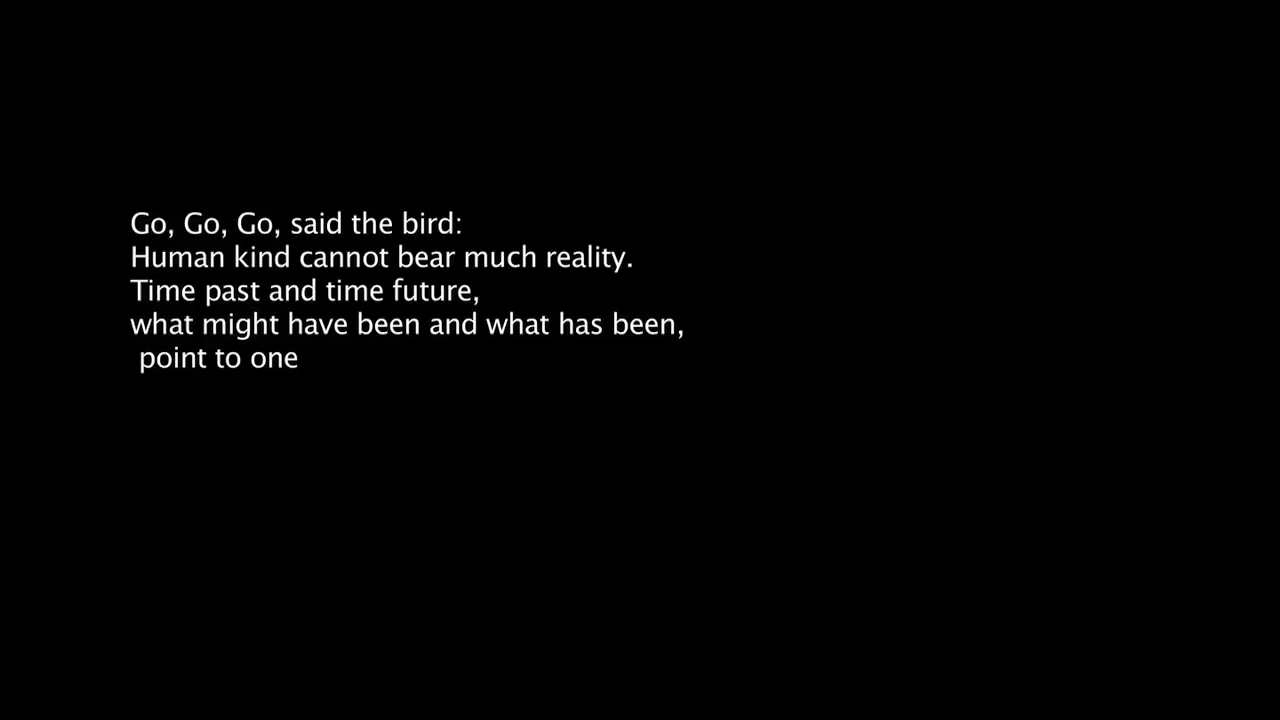 Go, Go, Go, said the bird:
Human kind cannot bear much reality.
Time past and time future,
what might have been and what has been,
point to one